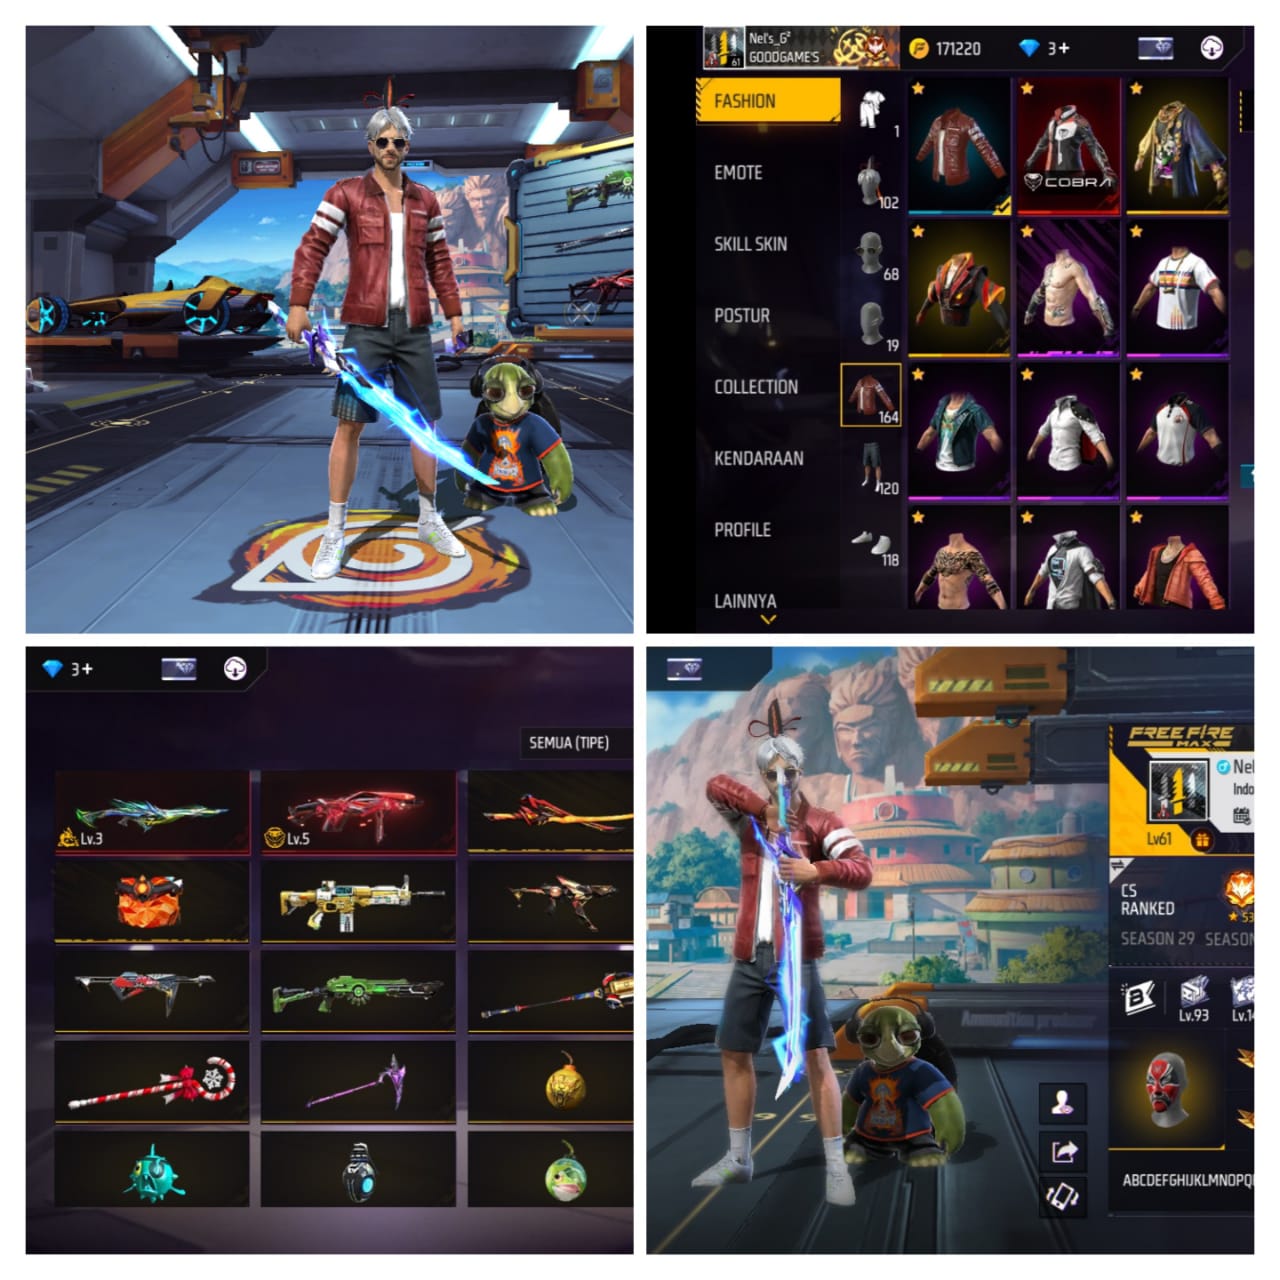 Nel's_G²
GOODGAME'S
61
171220
3+
FASHION
EMOTE
SKILL SKIN
POSTUR
COLLECTION
KENDARAAN
PROFILE
LAINNYA
1
102
68
19
164
120
118
COBRA
3+
SEMUA (TIPE)
Lv.3
Lv.5
FREE FIRE
MAX
Nel
Indo
Lv61
CS
RANKED
53
SEASON 29 SEASON
Lv.93
Lv.14
ABCDEFGHIJKLMNOPQ